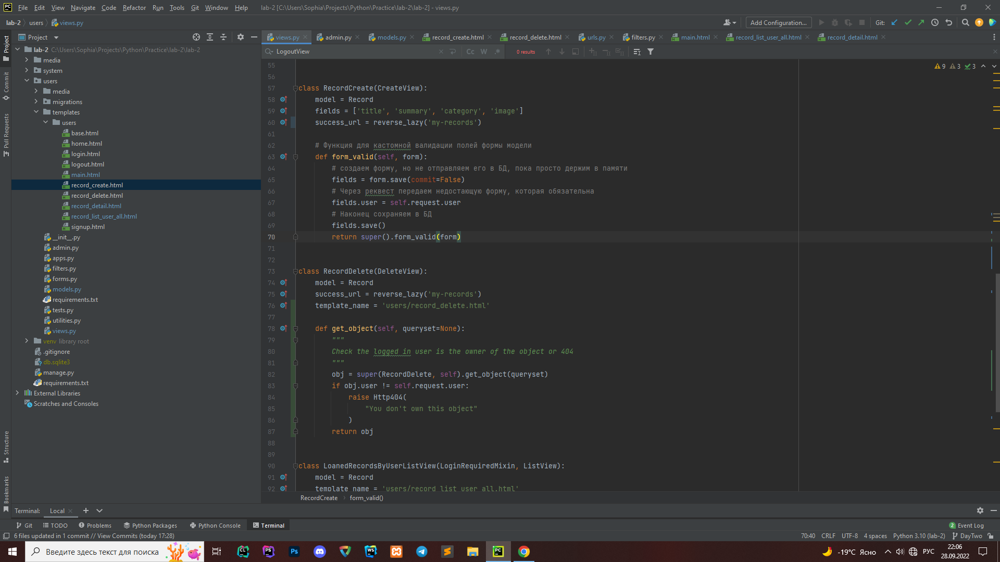 File Edit View Navigate Code Refactor Run Tools Git Window Help lab-2 [C:\Users\Sophia\Projects\Python\Practice\lab-2\lab-2] - views.py
lab-2 users views.py Add Configuration... Git:
Project
Project
lab-2 C:\Users\Sophia\Projects\Python\Practice\lab-2\lab-2
media
system
users
media
migrations
templates
users
base.html
home.html
login.html
logout.html
main.html
record_create.html
record_delete.html
record_detail.html
record_list_user_all.html
signup.html
__init__.py
admin.py
apps.py
filters.py
forms.py
models.py
requirements.txt
tests.py
utilities.py
views.py
venv library root
.gitignore
db.sqlite3
manage.py
requirements.txt
External Libraries
Scratches and Consoles
Commit
Pull Requests
Structure
Bookmarks
views.py admin.py models.py record_create.html record_delete.html urls.py filters.py main.html record_list_user_all.html record_detail.html
LogoutView Cc W .* 0 results
9 3 3
55
56
57 class RecordCreate(CreateView):
58 model = Record
59 fields = ['title', 'summary', 'category', 'image']
60 success_url = reverse_lazy('my-records')
61
62 # Функция для кастомной валидации полей формы модели
63 def form_valid(self, form):
64 # создаем форму, но не отправляем его в БД, пока просто держим в памяти
65 fields = form.save(commit=False)
66 # Через реквест передаем недостающую форму, которая обязательна
67 fields.user = self.request.user
68 # Наконец сохраняем в БД
69 fields.save()
70 return super().form_valid(form)
71
72
73 class RecordDelete(DeleteView):
74 model = Record
75 success_url = reverse_lazy('my-records')
76 template_name = 'users/record_delete.html'
77
78 def get_object(self, queryset=None):
79 """
80 Check the logged in user is the owner of the object or 404
81 """
82 obj = super(RecordDelete, self).get_object(queryset)
83 if obj.user != self.request.user:
84 raise Http404(
85 "You don't own this object"
86 )
87 return obj
88
89
90 class LoanedRecordsByUserListView(LoginRequiredMixin, ListView):
91 model = Record
92 template_name = 'users/record_list_user_all.html'
RecordCreate form_valid()
Terminal: Local
Git TODO Problems Python Packages Python Console Terminal 2 Event Log
6 files updated in 1 commit // View Commits (today 17:28) 70:40 CRLF UTF-8 4 spaces Python 3.10 (lab-2) DayTwo
Введите здесь текст для поиска CL PS Ps WS PC -19°C Ясно РУС 22:06
28.09.2022